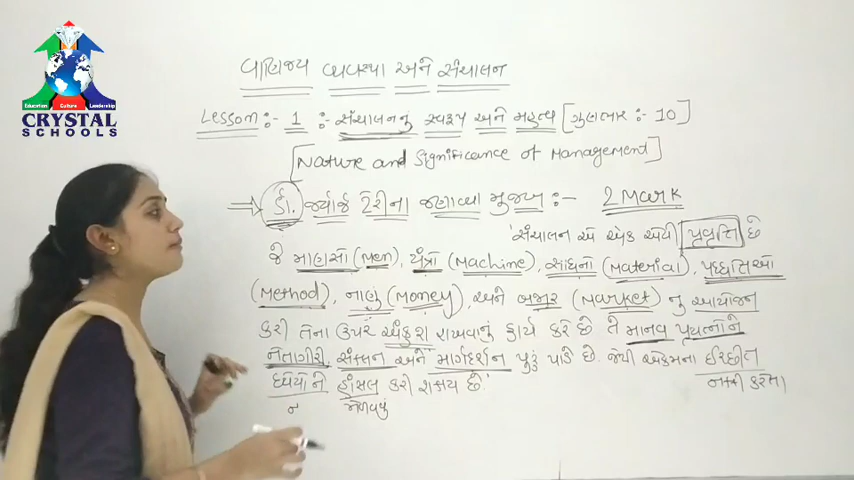 Education Culture Leadership
CRYSTAL
SCHOOLS
વાણિજ્ય વ્યવસ્થા અને સંચાલન
Lesson :- 1 :- સંચાલનનું સ્વરૂપ અને મહત્વ [ગુણભાર :- 10]
[Nature and Significance of Management]
ડૉ. જ્યોર્જ ટેરીના જણાવ્યા મુજબ :- 2 Mark
'સંચાલન એ એક એવી પ્રવૃત્તિ છે
જે માણસો (Men), યંત્રો (Machine), સાધનો (Material), પધ્ધતિઓ
(Method), નાણું (Money), અને બજાર (Market) નુ આયોજન
કરી તેના ઉપર અંકુશ રાખવાનું કાર્ય કરે છે તે માનવ પ્રયત્નોને
નેતાગીરી, સંકલન અને માર્ગદર્શન પુરું પાડે છે. જેથી એકમના ઈચ્છીત
ધ્યેયોને હાંસલ કરી શકાય છે'
નક્કી કરેલા
મેળવવું